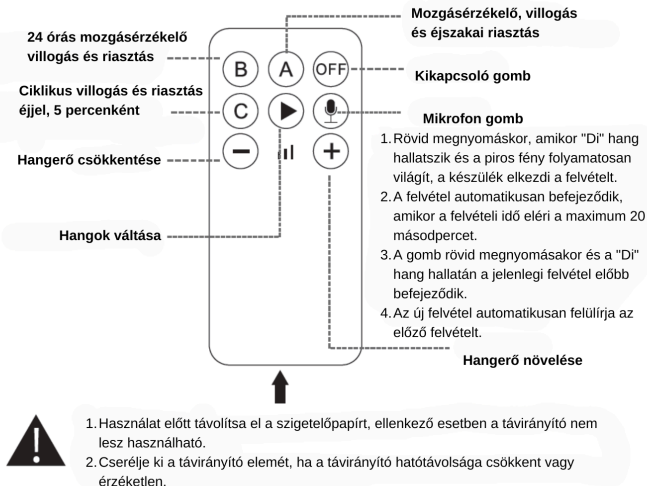 Mozgásérzékelő, villogás
és éjszakai riasztás
24 órás mozgásérzékelő
villogás és riasztás
B
A
OFF
Kikapcsoló gomb
Ciklikus villogás és riasztás
éjjel, 5 percenként
C
Mikrofon gomb
1. Rövid megnyomáskor, amikor "Di" hang
hallatszik és a piros fény folyamatosan
világít, a készülék elkezdi a felvételt.
2. A felvétel automatikusan befejeződik,
amikor a felvételi idő eléri a maximum 20
másodpercet.
3. A gomb rövid megnyomásakor és a "Di"
hang hallatán a jelenlegi felvétel előbb
befejeződik.
4. Az új felvétel automatikusan felülírja az
előző felvételt.
Hangerő csökkentése
Hangok váltása
Hangerő növelése
1. Használat előtt távolítsa el a szigetelőpapírt, ellenkező esetben a távirányító nem
lesz használható.
2. Cserélje ki a távirányító elemét, ha a távirányító hatótávolsága csökkent vagy
érzéketlen.